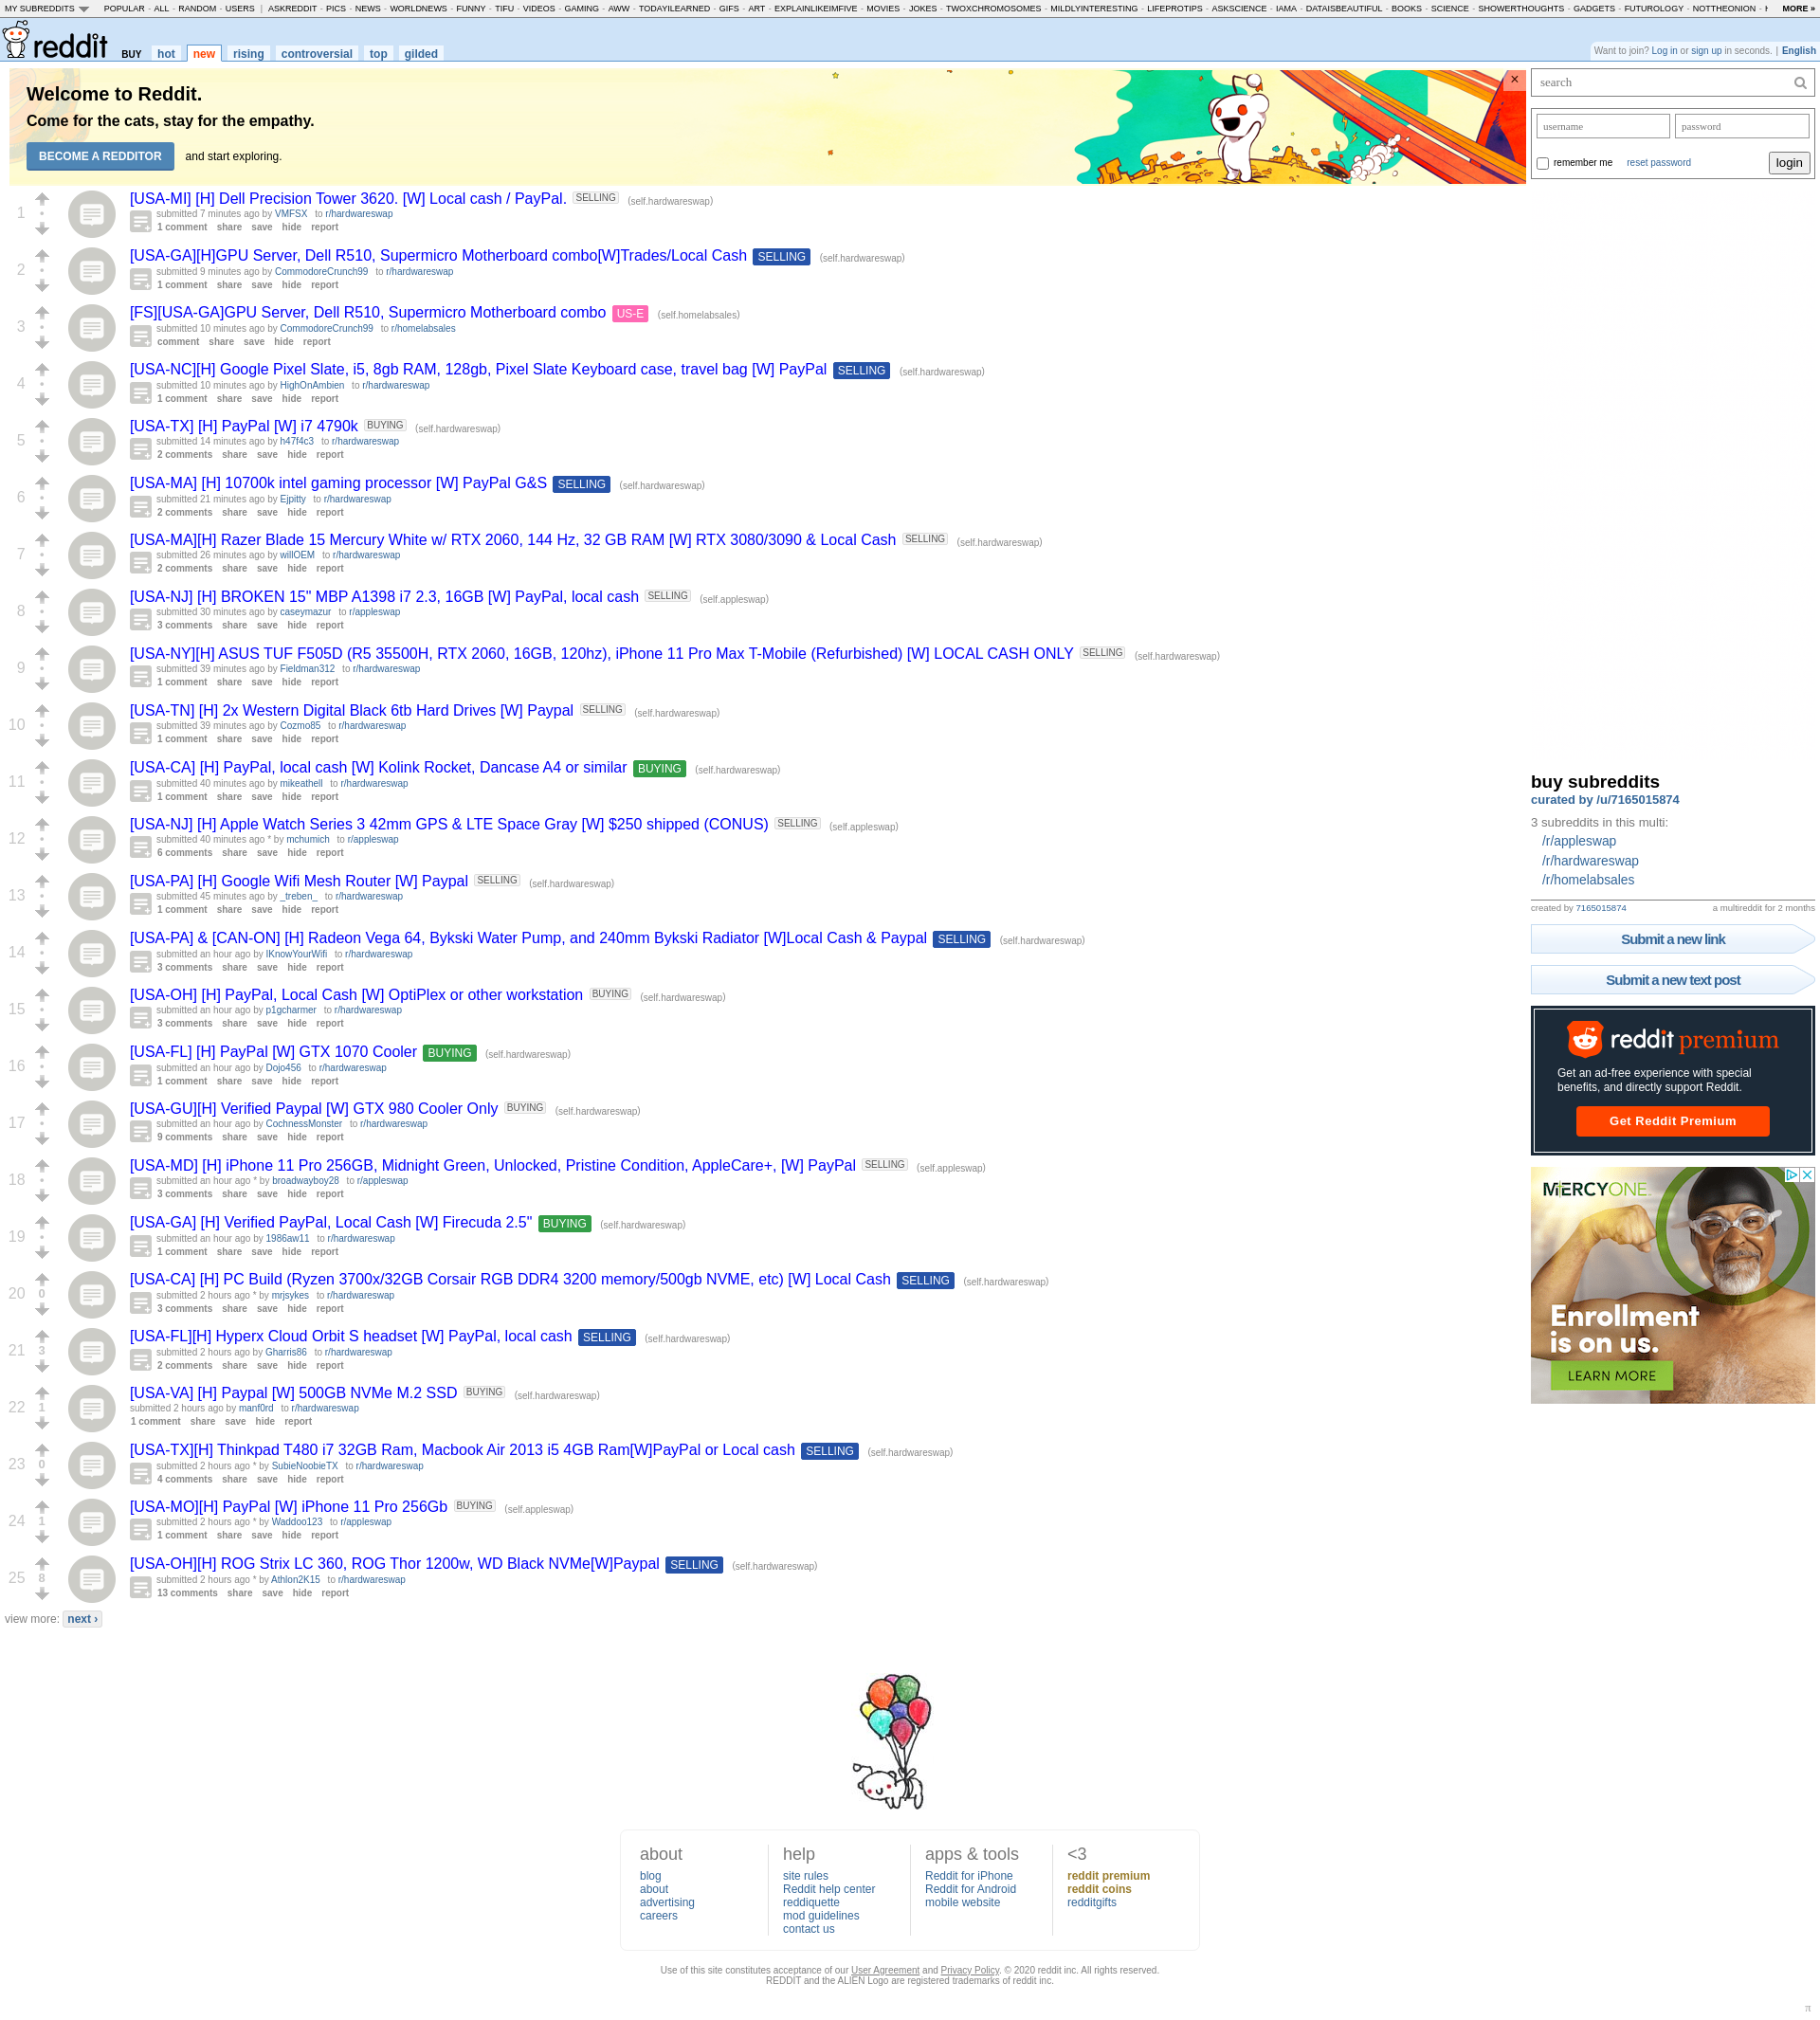 MY SUBREDDITS POPULAR - ALL - RANDOM - USERS | ASKREDDIT - PICS - NEWS - WORLDNEWS - FUNNY - TIFU - VIDEOS - GAMING - AWW - TODAYILEARNED - GIFS - ART - EXPLAINLIKEIMFIVE - MOVIES - JOKES - TWOXCHROMOSOMES - MILDLYINTERESTING - LIFEPROTIPS - ASKSCIENCE - IAMA - DATAISBEAUTIFUL - BOOKS - SCIENCE - SHOWERTHOUGHTS - GADGETS - FUTUROLOGY - NOTTHEONION - MORE »
reddit BUY hot new rising controversial top gilded
Want to join? Log in or sign up in seconds. | English
Welcome to Reddit.
Come for the cats, stay for the empathy.
BECOME A REDDITOR and start exploring.
search
username password
remember me reset password login
1
[USA-MI] [H] Dell Precision Tower 3620. [W] Local cash / PayPal. SELLING (self.hardwareswap)
submitted 7 minutes ago by VMFSX to r/hardwareswap
1 comment share save hide report
2
[USA-GA][H]GPU Server, Dell R510, Supermicro Motherboard combo[W]Trades/Local Cash SELLING (self.hardwareswap)
submitted 9 minutes ago by CommodoreCrunch99 to r/hardwareswap
1 comment share save hide report
3
[FS][USA-GA]GPU Server, Dell R510, Supermicro Motherboard combo US-E (self.homelabsales)
submitted 10 minutes ago by CommodoreCrunch99 to r/homelabsales
comment share save hide report
4
[USA-NC][H] Google Pixel Slate, i5, 8gb RAM, 128gb, Pixel Slate Keyboard case, travel bag [W] PayPal SELLING (self.hardwareswap)
submitted 10 minutes ago by HighOnAmbien to r/hardwareswap
1 comment share save hide report
5
[USA-TX] [H] PayPal [W] i7 4790k BUYING (self.hardwareswap)
submitted 14 minutes ago by h47f4c3 to r/hardwareswap
2 comments share save hide report
6
[USA-MA] [H] 10700k intel gaming processor [W] PayPal G&S SELLING (self.hardwareswap)
submitted 21 minutes ago by Ejpitty to r/hardwareswap
2 comments share save hide report
7
[USA-MA][H] Razer Blade 15 Mercury White w/ RTX 2060, 144 Hz, 32 GB RAM [W] RTX 3080/3090 & Local Cash SELLING (self.hardwareswap)
submitted 26 minutes ago by willOEM to r/hardwareswap
2 comments share save hide report
8
[USA-NJ] [H] BROKEN 15" MBP A1398 i7 2.3, 16GB [W] PayPal, local cash SELLING (self.appleswap)
submitted 30 minutes ago by caseymazur to r/appleswap
3 comments share save hide report
9
[USA-NY][H] ASUS TUF F505D (R5 35500H, RTX 2060, 16GB, 120hz), iPhone 11 Pro Max T-Mobile (Refurbished) [W] LOCAL CASH ONLY SELLING (self.hardwareswap)
submitted 39 minutes ago by Fieldman312 to r/hardwareswap
1 comment share save hide report
10
[USA-TN] [H] 2x Western Digital Black 6tb Hard Drives [W] Paypal SELLING (self.hardwareswap)
submitted 39 minutes ago by Cozmo85 to r/hardwareswap
1 comment share save hide report
11
[USA-CA] [H] PayPal, local cash [W] Kolink Rocket, Dancase A4 or similar BUYING (self.hardwareswap)
submitted 40 minutes ago by mikeathell to r/hardwareswap
1 comment share save hide report
12
[USA-NJ] [H] Apple Watch Series 3 42mm GPS & LTE Space Gray [W] $250 shipped (CONUS) SELLING (self.appleswap)
submitted 40 minutes ago * by mchumich to r/appleswap
6 comments share save hide report
13
[USA-PA] [H] Google Wifi Mesh Router [W] Paypal SELLING (self.hardwareswap)
submitted 45 minutes ago by _treben_ to r/hardwareswap
1 comment share save hide report
14
[USA-PA] & [CAN-ON] [H] Radeon Vega 64, Bykski Water Pump, and 240mm Bykski Radiator [W]Local Cash & Paypal SELLING (self.hardwareswap)
submitted an hour ago by IKnowYourWifi to r/hardwareswap
3 comments share save hide report
15
[USA-OH] [H] PayPal, Local Cash [W] OptiPlex or other workstation BUYING (self.hardwareswap)
submitted an hour ago by p1gcharmer to r/hardwareswap
3 comments share save hide report
16
[USA-FL] [H] PayPal [W] GTX 1070 Cooler BUYING (self.hardwareswap)
submitted an hour ago by Dojo456 to r/hardwareswap
1 comment share save hide report
17
[USA-GU][H] Verified Paypal [W] GTX 980 Cooler Only BUYING (self.hardwareswap)
submitted an hour ago by CochnessMonster to r/hardwareswap
9 comments share save hide report
18
[USA-MD] [H] iPhone 11 Pro 256GB, Midnight Green, Unlocked, Pristine Condition, AppleCare+, [W] PayPal SELLING (self.appleswap)
submitted an hour ago * by broadwayboy28 to r/appleswap
3 comments share save hide report
19
[USA-GA] [H] Verified PayPal, Local Cash [W] Firecuda 2.5" BUYING (self.hardwareswap)
submitted an hour ago by 1986aw11 to r/hardwareswap
1 comment share save hide report
20 0
[USA-CA] [H] PC Build (Ryzen 3700x/32GB Corsair RGB DDR4 3200 memory/500gb NVME, etc) [W] Local Cash SELLING (self.hardwareswap)
submitted 2 hours ago * by mrjsykes to r/hardwareswap
3 comments share save hide report
21 3
[USA-FL][H] Hyperx Cloud Orbit S headset [W] PayPal, local cash SELLING (self.hardwareswap)
submitted 2 hours ago by Gharris86 to r/hardwareswap
2 comments share save hide report
22 1
[USA-VA] [H] Paypal [W] 500GB NVMe M.2 SSD BUYING (self.hardwareswap)
submitted 2 hours ago by manf0rd to r/hardwareswap
1 comment share save hide report
23 0
[USA-TX][H] Thinkpad T480 i7 32GB Ram, Macbook Air 2013 i5 4GB Ram[W]PayPal or Local cash SELLING (self.hardwareswap)
submitted 2 hours ago * by SubieNoobieTX to r/hardwareswap
4 comments share save hide report
24 1
[USA-MO][H] PayPal [W] iPhone 11 Pro 256Gb BUYING (self.appleswap)
submitted 2 hours ago * by Waddoo123 to r/appleswap
1 comment share save hide report
25 8
[USA-OH][H] ROG Strix LC 360, ROG Thor 1200w, WD Black NVMe[W]Paypal SELLING (self.hardwareswap)
submitted 2 hours ago * by Athlon2K15 to r/hardwareswap
13 comments share save hide report
view more: next ›
buy subreddits
curated by /u/7165015874
3 subreddits in this multi:
/r/appleswap
/r/hardwareswap
/r/homelabsales
created by 7165015874 a multireddit for 2 months
Submit a new link
Submit a new text post
reddit premium
Get an ad-free experience with special
benefits, and directly support Reddit.
Get Reddit Premium
MERCYONE
Enrollment
is on us.
LEARN MORE
about
blog
about
advertising
careers
help
site rules
Reddit help center
reddiquette
mod guidelines
contact us
apps & tools
Reddit for iPhone
Reddit for Android
mobile website
<3
reddit premium
reddit coins
redditgifts
Use of this site constitutes acceptance of our User Agreement and Privacy Policy. © 2020 reddit inc. All rights reserved.
REDDIT and the ALIEN Logo are registered trademarks of reddit inc.
π